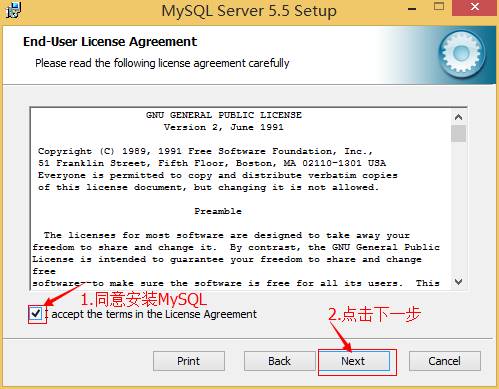 MySQL Server 5.5 Setup
End-User License Agreement
Please read the following license agreement carefully
GNU GENERAL PUBLIC LICENSE
Version 2, June 1991
Copyright (C) 1989, 1991 Free Software Foundation, Inc.,
51 Franklin Street, Fifth Floor, Boston, MA 02110-1301 USA
Everyone is permitted to copy and distribute verbatim copies
of this license document, but changing it is not allowed.
Preamble
The licenses for most software are designed to take away your
freedom to share and change it. By contrast, the GNU General Public
License is intended to guarantee your freedom to share and change
free
software--to make sure the software is free for all its users. This
1.同意安装MySQL
I accept the terms in the License Agreement
2.点击下一步
Print
Back
Next
Cancel